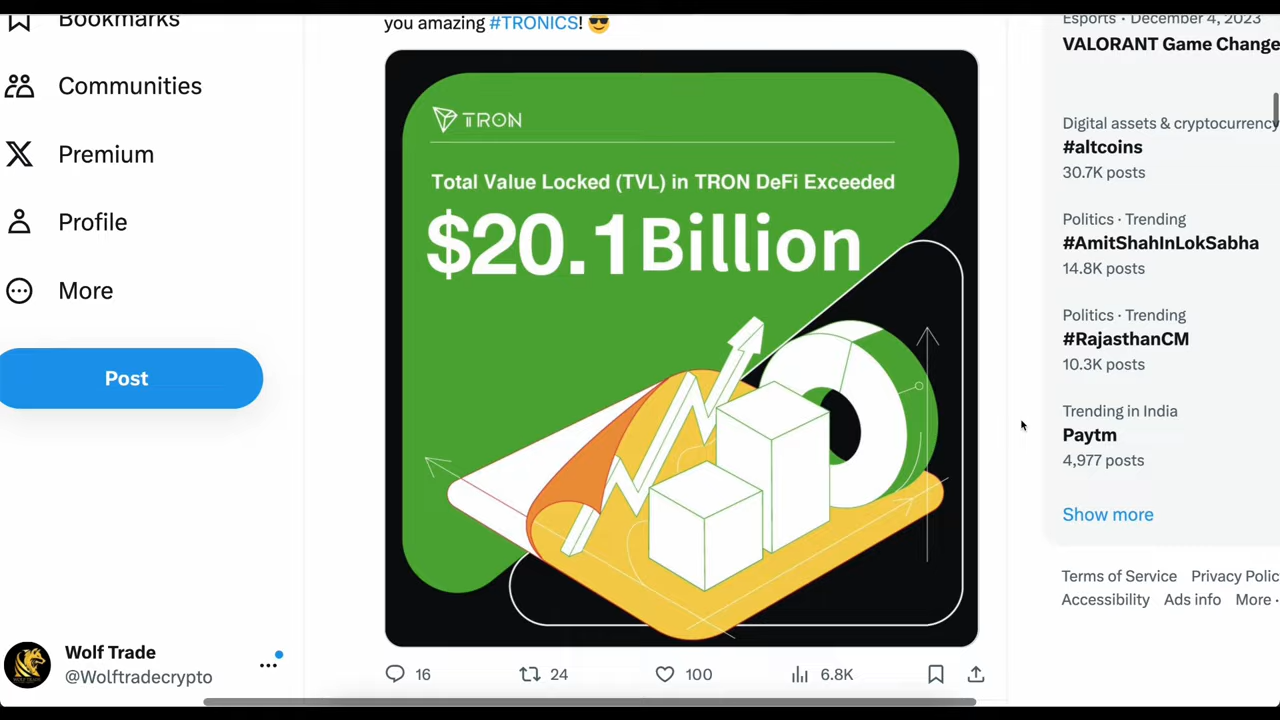 Bookmarks
Communities
Premium
Profile
More
Post
Wolf Trade
@Wolftradecrypto
you amazing #TRONICS! 😎
TRON
Total Value Locked (TVL) in TRON DeFi Exceeded
$20.1 Billion
16
24
100
6.8K
Esports · December 4, 2023
VALORANT Game Change
Digital assets & cryptocurrency
#altcoins
30.7K posts
Politics · Trending
#AmitShahInLokSabha
14.8K posts
Politics · Trending
#RajasthanCM
10.3K posts
Trending in India
Paytm
4,977 posts
Show more
Terms of Service Privacy Polic
Accessibility Ads info More ·